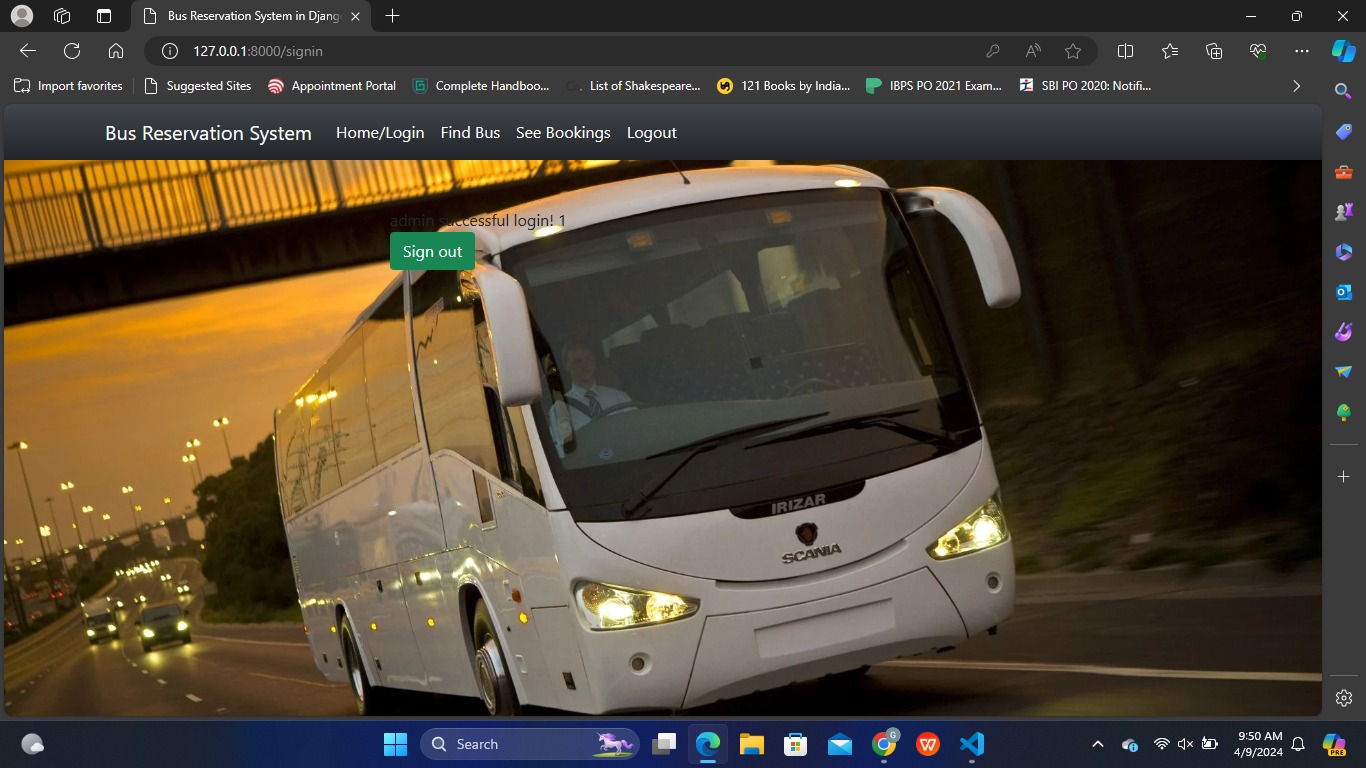 Bus Reservation System in Djang
127.0.0.1:8000/signin
Import favorites
Suggested Sites
Appointment Portal
Complete Handboo...
List of Shakespeare...
121 Books by India...
IBPS PO 2021 Exam...
SBI PO 2020: Notifi...
Bus Reservation System
Home/Login
Find Bus
See Bookings
Logout
admin successful login! 1
Sign out
IRIZAR
SCANIA
Search
G
PRE
9:50 AM
4/9/2024